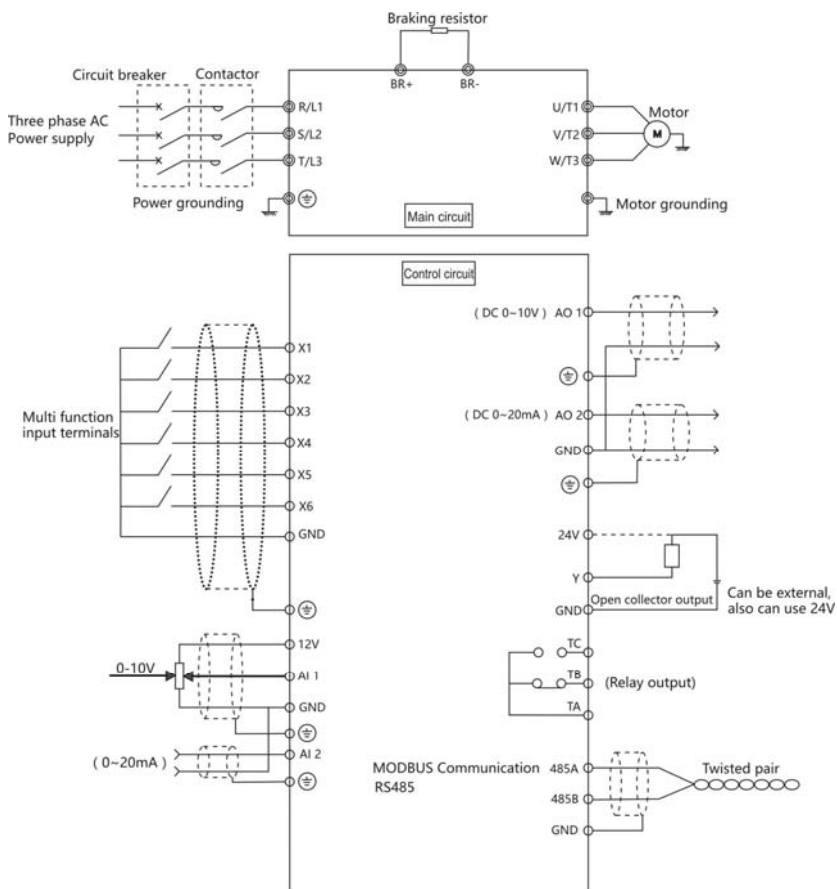 Braking resistor
Circuit breaker
Contactor
BR+
BR-
Three phase AC
Power supply
R/L1
S/L2
T/L3
U/T1
V/T2
W/T3
Motor
M
Power grounding
Main circuit
Motor grounding
Control circuit
Multi function
input terminals
X1
X2
X3
X4
X5
X6
GND
12V
0-10V
AI 1
GND
AI 2
( 0~20mA )
( DC 0~10V ) AO 1
( DC 0~20mA) AO 2
GND
24V
Y
Open collector output
GND
Can be external,
also can use 24V
TC
TB
(Relay output)
TA
MODBUS Communication
RS485
485A
485B
GND
Twisted pair